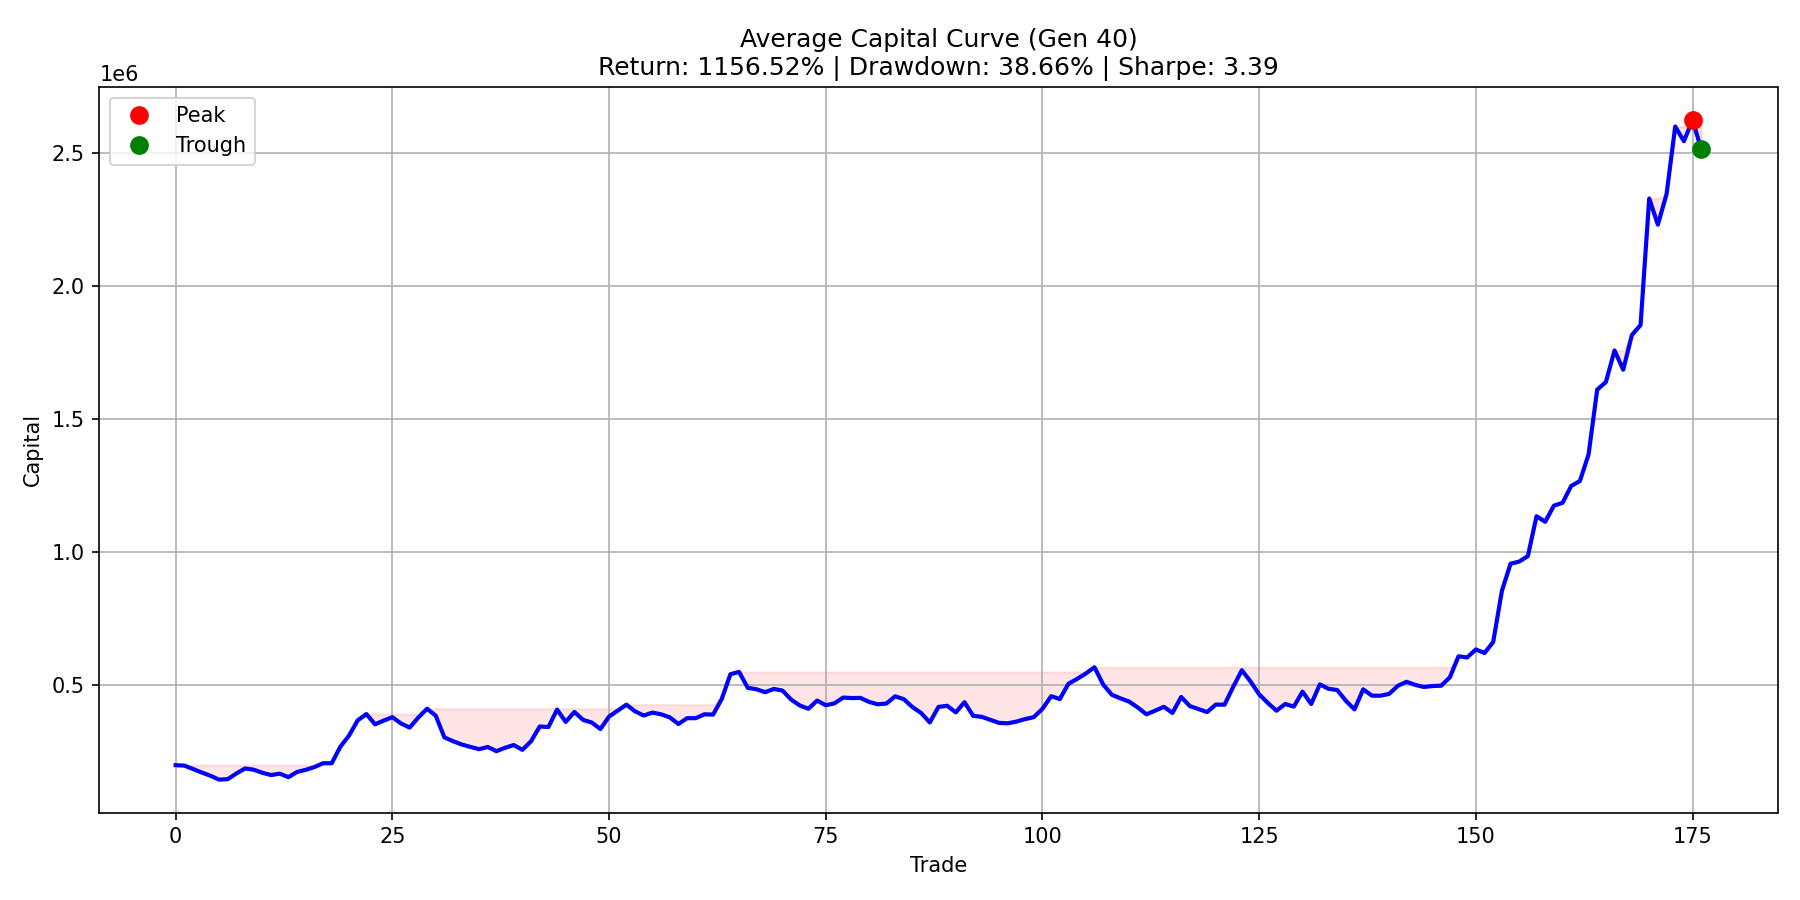 Average Capital Curve (Gen 40)
Return: 1156.52% | Drawdown: 38.66% | Sharpe: 3.39
1e6
Peak
Trough
2.5
2.0
1.5
1.0
0.5
Capital
0 25 50 75 100 125 150 175
Trade